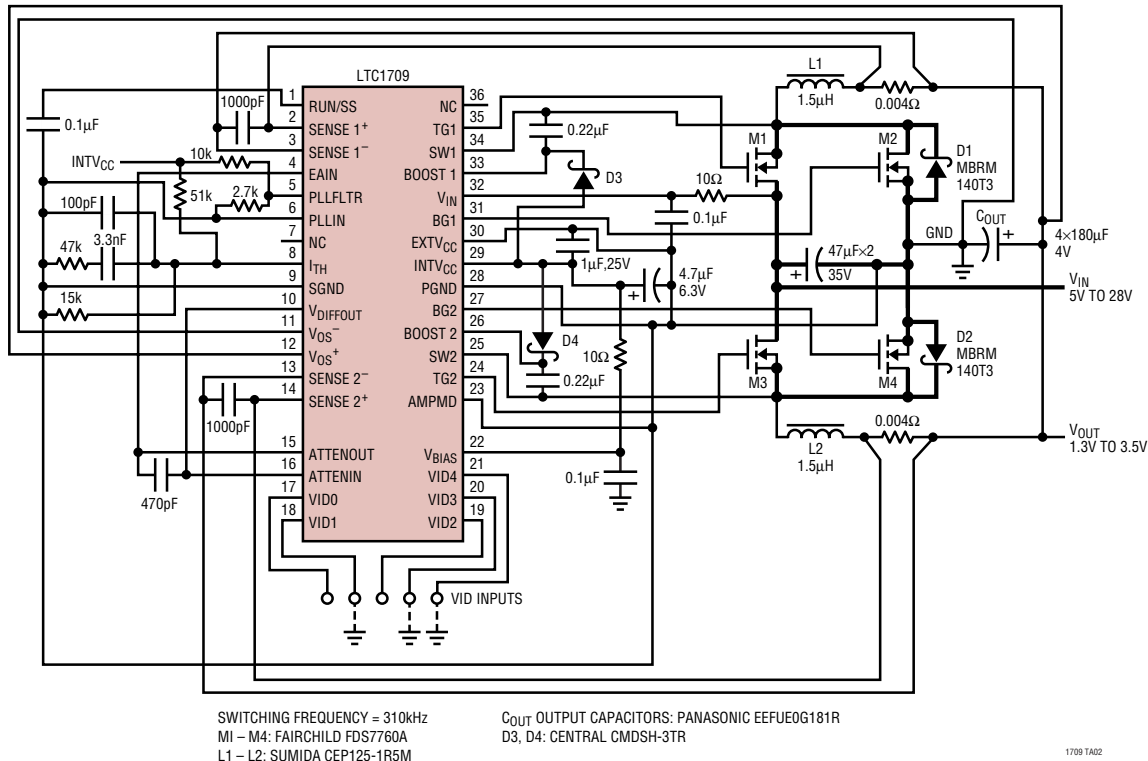 LTC1709
1
2
3
4
5
6
7
8
9
10
11
12
13
14
15
16
17
18
RUN/SS
SENSE 1+
SENSE 1–
EAIN
PLLFLTR
PLLIN
NC
ITH
SGND
VDIFFOUT
VOS–
VOS+
SENSE 2–
SENSE 2+
ATTENOUT
ATTENIN
VID0
VID1
NC
TG1
SW1
BOOST 1
VIN
BG1
EXTVCC
INTVCC
PGND
BG2
BOOST 2
SW2
TG2
AMPMD
VBIAS
VID4
VID3
VID2
36
35
34
33
32
31
30
29
28
27
26
25
24
23
22
21
20
19
0.1µF
1000pF
INTVCC
10k
51k
2.7k
100pF
3.3nF
47k
15k
1000pF
470pF
0.22µF
D3
10Ω
0.1µF
1µF,25V
4.7µF
6.3V
+
D4
0.22µF
10Ω
0.1µF
L1
1.5µH
0.004Ω
M1
M2
D1
MBRM
140T3
GND
COUT
+
4×180µF
4V
47µF×2
35V
+
VIN
5V TO 28V
M3
M4
D2
MBRM
140T3
L2
1.5µH
0.004Ω
VOUT
1.3V TO 3.5V
VID INPUTS
SWITCHING FREQUENCY = 310kHz
MI – M4: FAIRCHILD FDS7760A
L1 – L2: SUMIDA CEP125-1R5M
COUT OUTPUT CAPACITORS: PANASONIC EEFUE0G181R
D3, D4: CENTRAL CMDSH-3TR
1709 TA02